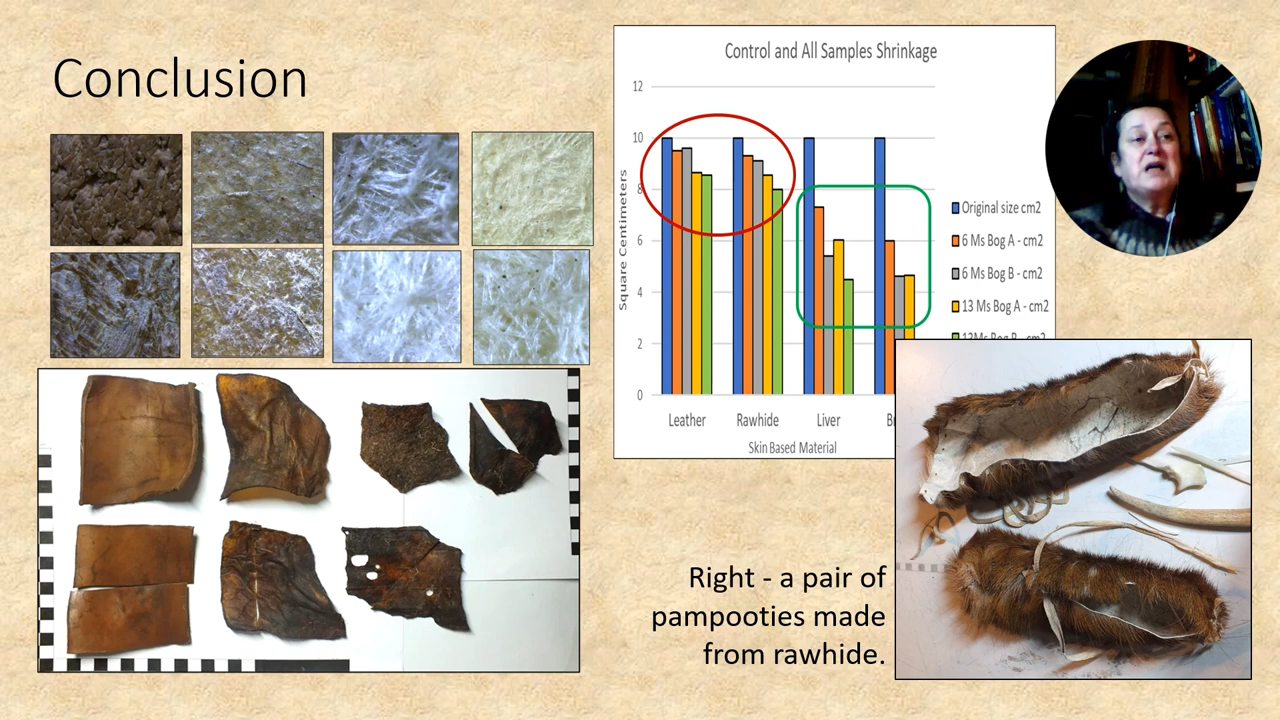 Conclusion
Control and All Samples Shrinkage
Square Centimeters
12
10
8
6
4
2
0
Leather
Rawhide
Liver
Skin Based Material
Original size cm2
6 Ms Bog A - cm2
6 Ms Bog B - cm2
13 Ms Bog A - cm2
Right - a pair of
pampooties made
from rawhide.